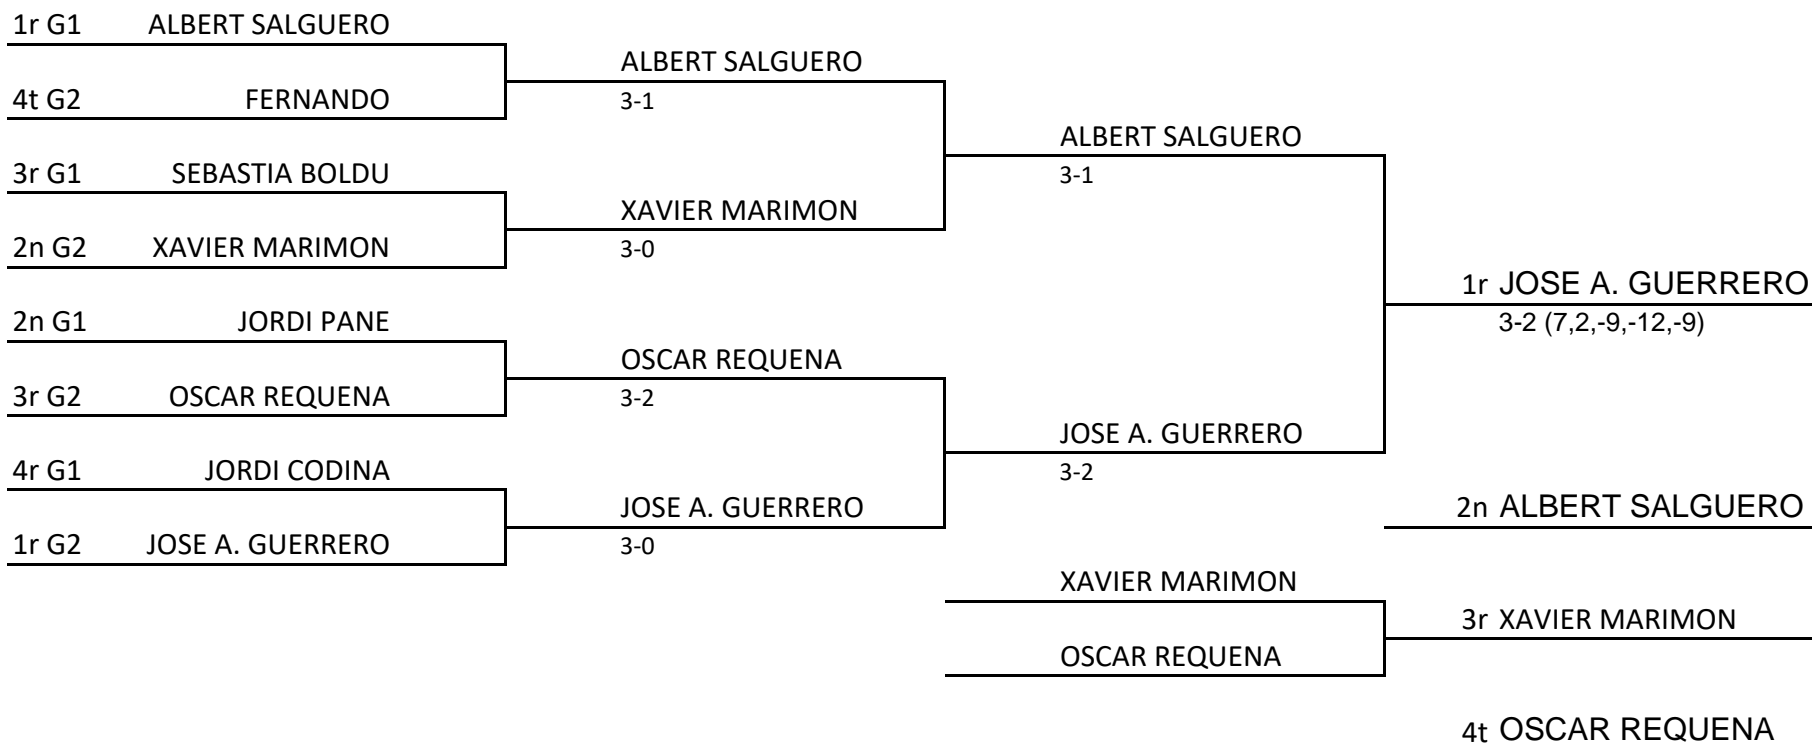 1r G1 ALBERT SALGUERO
ALBERT SALGUERO
4t G2 FERNANDO
3-1
ALBERT SALGUERO
3r G1 SEBASTIA BOLDU
3-1
XAVIER MARIMON
2n G2 XAVIER MARIMON
3-0
1r JOSE A. GUERRERO
2n G1 JORDI PANE
3-2 (7,2,-9,-12,-9)
OSCAR REQUENA
3r G2 OSCAR REQUENA
3-2
JOSE A. GUERRERO
4r G1 JORDI CODINA
3-2
JOSE A. GUERRERO
2n ALBERT SALGUERO
1r G2 JOSE A. GUERRERO
3-0
XAVIER MARIMON
3r XAVIER MARIMON
OSCAR REQUENA
4t OSCAR REQUENA